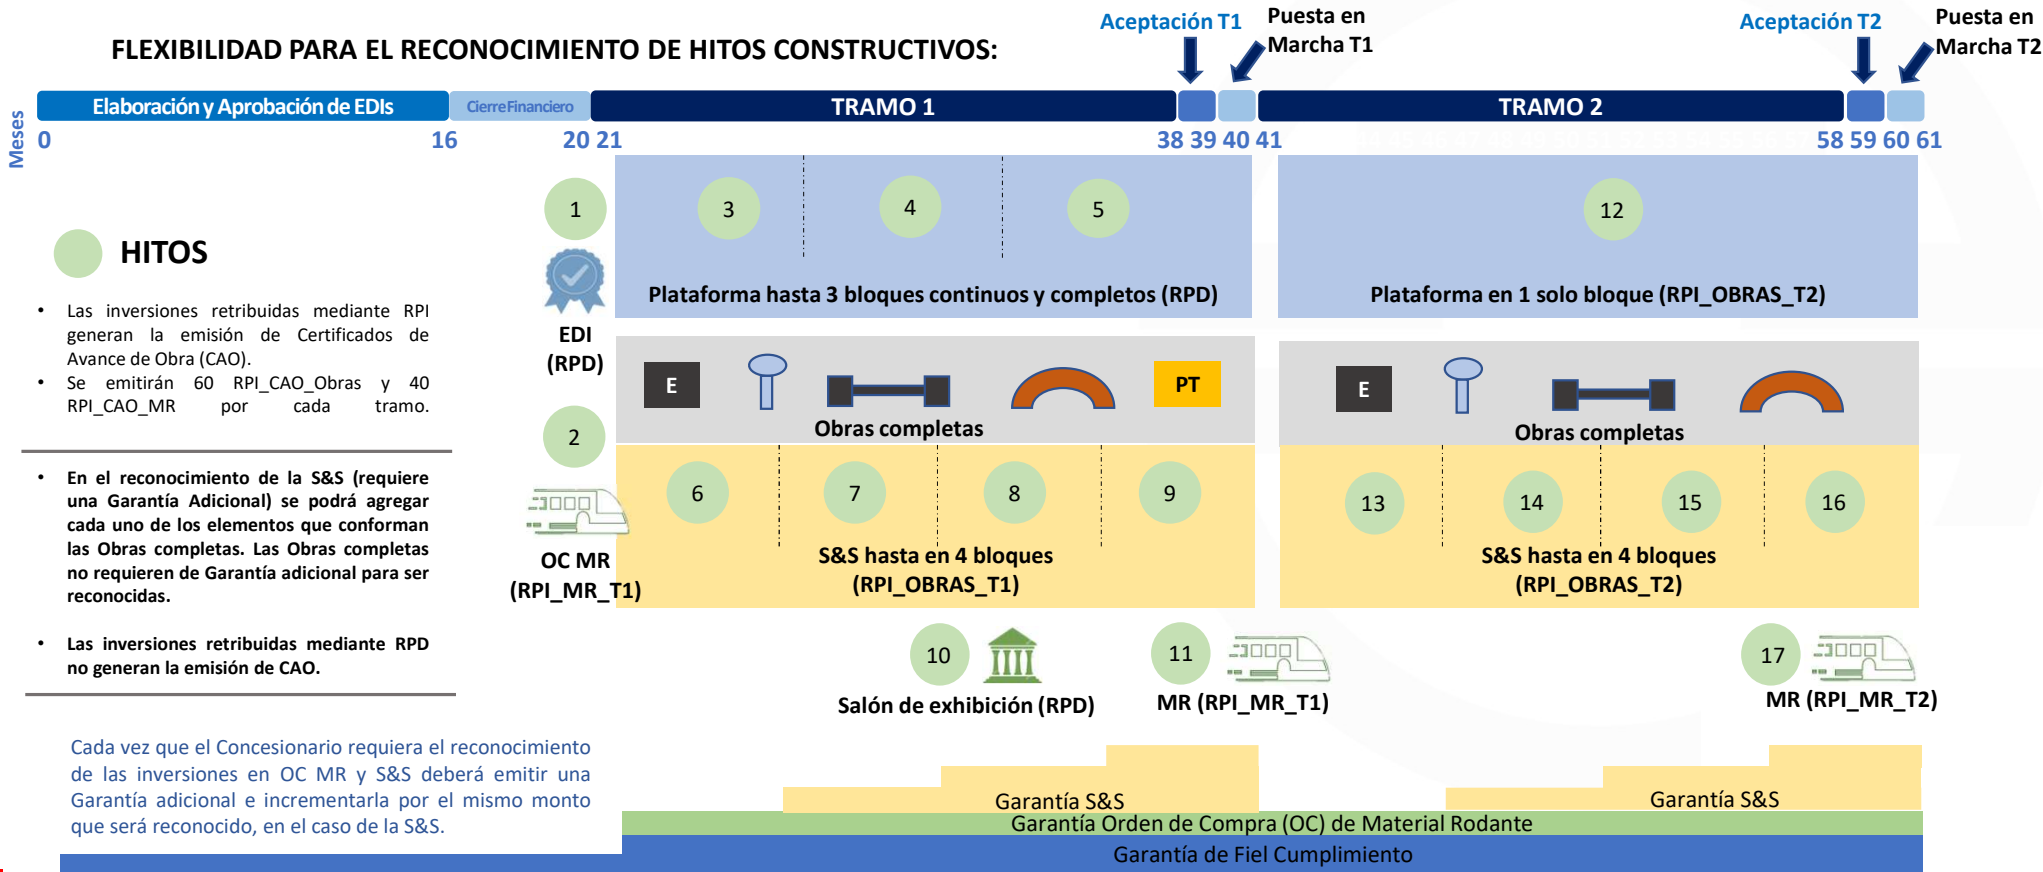 FLEXIBILIDAD PARA EL RECONOCIMIENTO DE HITOS CONSTRUCTIVOS:
Aceptación T1
Puesta en
Marcha T1
Aceptación T2
Puesta en
Marcha T2
Meses
Elaboración y Aprobación de EDIs
Cierre Financiero
TRAMO 1
TRAMO 2
0 16 20 21 38 39 40 41 58 59 60 61
HITOS
• Las inversiones retribuidas mediante RPI
generan la emisión de Certificados de
Avance de Obra (CAO).
• Se emitirán 60 RPI_CAO_Obras y 40
RPI_CAO_MR por cada tramo.
• En el reconocimiento de la S&S (requiere
una Garantía Adicional) se podrá agregar
cada uno de los elementos que conforman
las Obras completas. Las Obras completas
no requieren de Garantía adicional para ser
reconocidas.
• Las inversiones retribuidas mediante RPD
no generan la emisión de CAO.
Cada vez que el Concesionario requiera el reconocimiento
de las inversiones en OC MR y S&S deberá emitir una
Garantía adicional e incrementarla por el mismo monto
que será reconocido, en el caso de la S&S.
1
EDI
(RPD)
2
OC MR
(RPI_MR_T1)
3 4 5
Plataforma hasta 3 bloques continuos y completos (RPD)
12
Plataforma en 1 solo bloque (RPI_OBRAS_T2)
E
PT
Obras completas
E
Obras completas
6 7 8 9
S&S hasta en 4 bloques
(RPI_OBRAS_T1)
13 14 15 16
S&S hasta en 4 bloques
(RPI_OBRAS_T2)
10
Salón de exhibición (RPD)
11
MR (RPI_MR_T1)
17
MR (RPI_MR_T2)
Garantía S&S
Garantía S&S
Garantía Orden de Compra (OC) de Material Rodante
Garantía de Fiel Cumplimiento